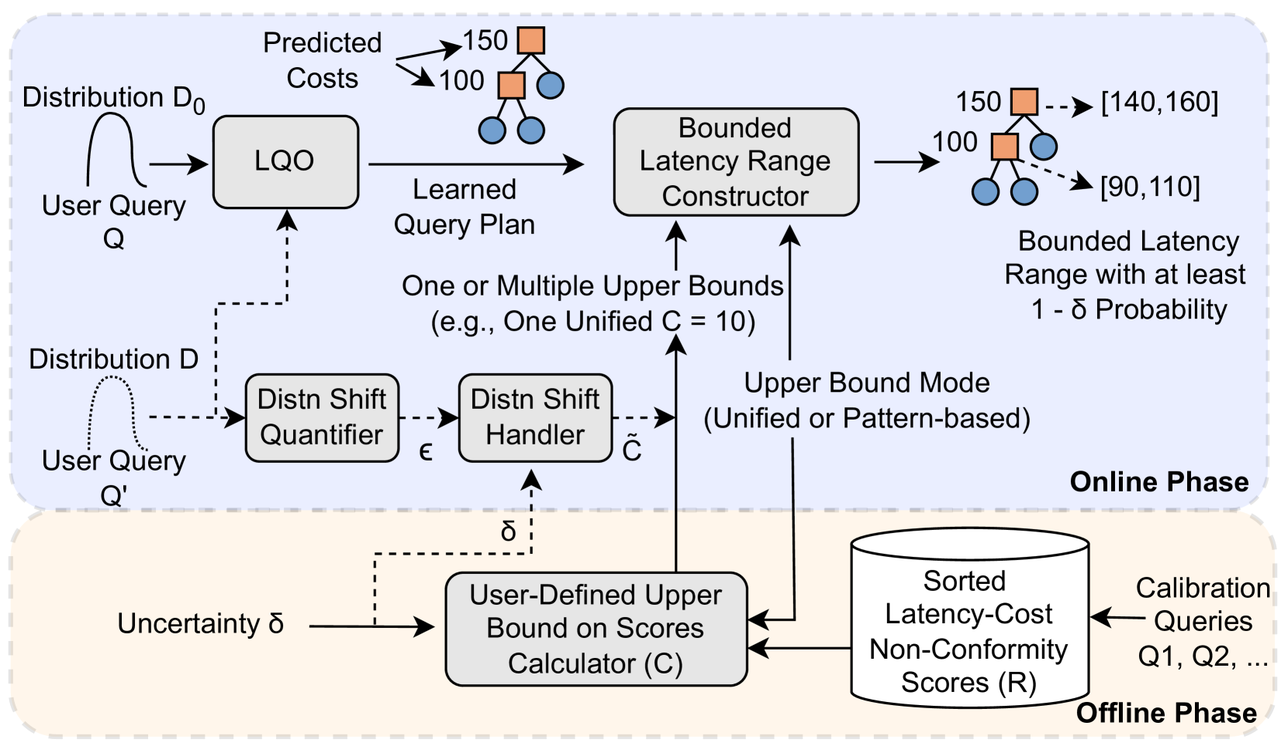 Predicted
Costs
150
100
Distribution D0
User Query
Q
LQO
Learned
Query Plan
Bounded
Latency Range
Constructor
150
100
[140,160]
[90,110]
Bounded Latency
Range with at least
1 - δ Probability
One or Multiple Upper Bounds
(e.g., One Unified C = 10)
Distribution D
User Query
Q'
Distn Shift
Quantifier
ϵ
Distn Shift
Handler
C̃
Upper Bound Mode
(Unified or Pattern-based)
Online Phase
δ
Uncertainty δ
User-Defined Upper
Bound on Scores
Calculator (C)
Sorted
Latency-Cost
Non-Conformity
Scores (R)
Calibration
Queries
Q1, Q2, ...
Offline Phase